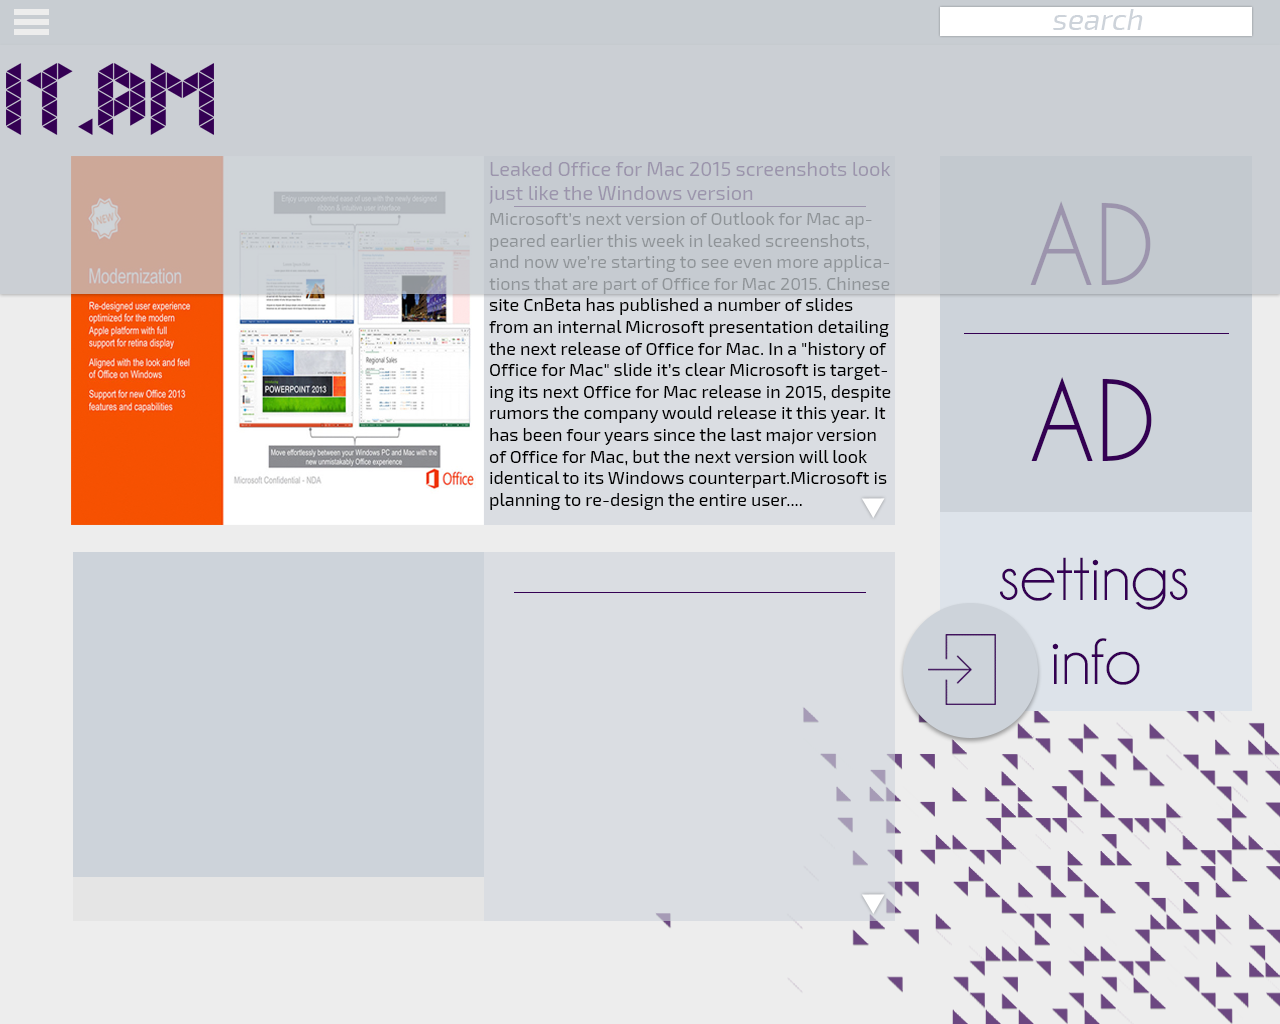 search
IT.AM
NEW
Modernization
Re-designed user experience
optimized for the modern
Apple platform with full
support for retina display
Aligned with the look and feel
of Office on Windows
Support for new Office 2013
features and capabilities
Enjoy unprecedented ease of use with the newly designed
ribbon & intuitive user interface
Regional Sales
POWERPOINT 2013
Move effortlessly between your Windows PC and Mac with the
new unmistakably Office experience
Microsoft Confidential - NDA
Office
Leaked Office for Mac 2015 screenshots look
just like the Windows version
Microsoft's next version of Outlook for Mac ap-
peared earlier this week in leaked screenshots,
and now we're starting to see even more applica-
tions that are part of Office for Mac 2015. Chinese
site CnBeta has published a number of slides
from an internal Microsoft presentation detailing
the next release of Office for Mac. In a "history of
Office for Mac" slide it's clear Microsoft is target-
ing its next Office for Mac release in 2015, despite
rumors the company would release it this year. It
has been four years since the last major version
of Office for Mac, but the next version will look
identical to its Windows counterpart.Microsoft is
planning to re-design the entire user....
AD
AD
settings
info